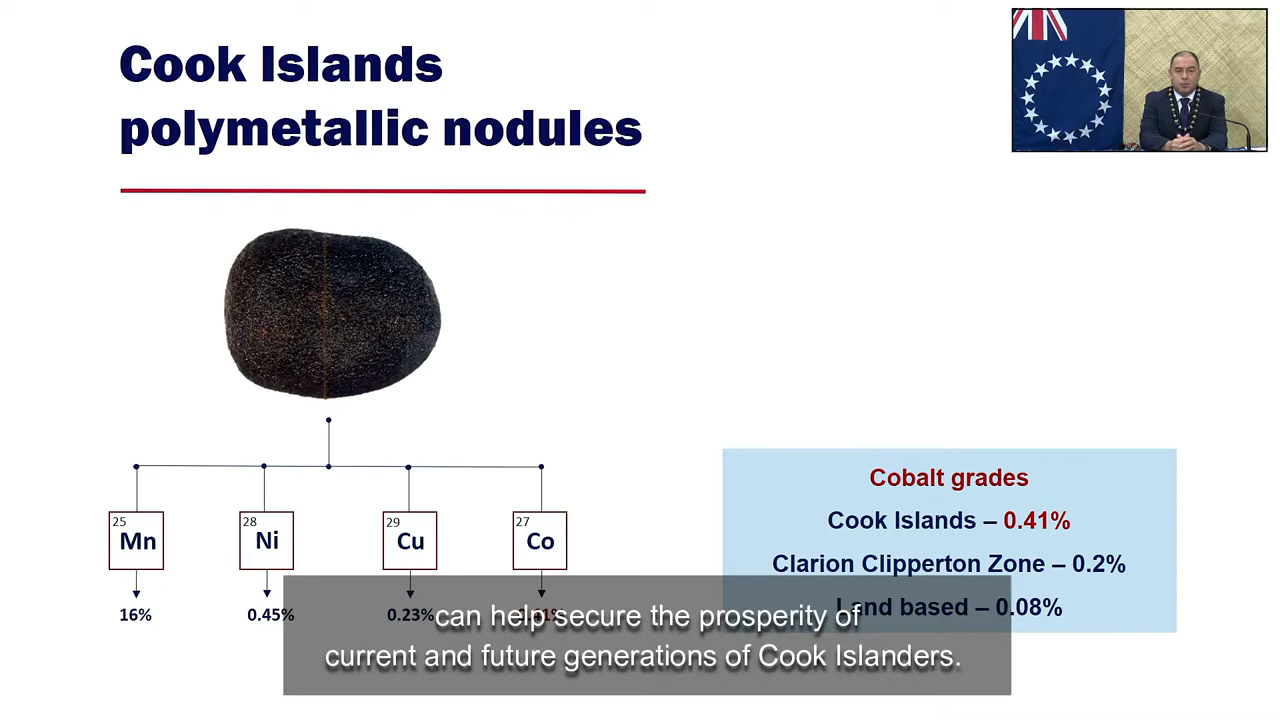 Cook Islands
polymetallic nodules
25
Mn
28
Ni
29
Cu
27
Co
16%
0.45%
0.23%
0.41%
Cobalt grades
Cook Islands – 0.41%
Clarion Clipperton Zone – 0.2%
Land based – 0.08%
can help secure the prosperity of
current and future generations of Cook Islanders.